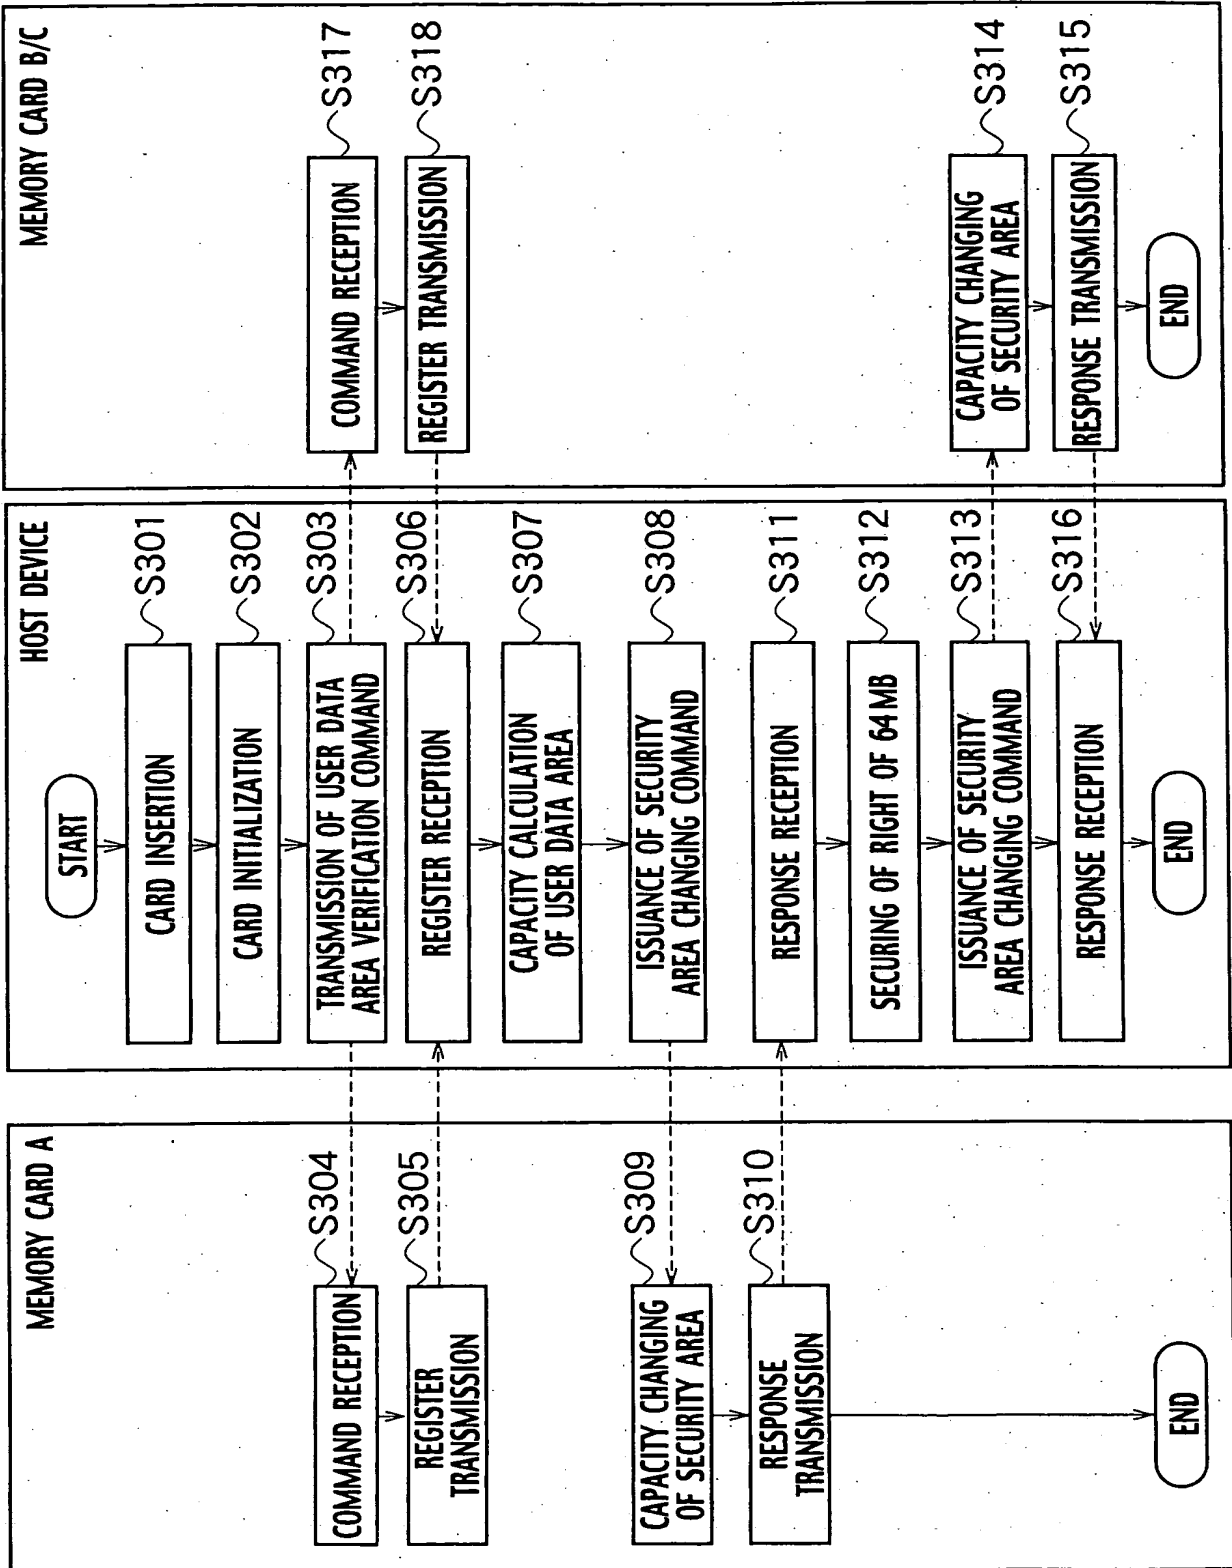 MEMORY CARD A
COMMAND RECEPTION
S304
REGISTER
TRANSMISSION
S305
CAPACITY CHANGING
OF SECURITY AREA
S309
RESPONSE
TRANSMISSION
S310
END
HOST DEVICE
START
CARD INSERTION
S301
CARD INITIALIZATION
S302
TRANSMISSION OF USER DATA
AREA VERIFICATION COMMAND
S303
REGISTER RECEPTION
S306
CAPACITY CALCULATION
OF USER DATA AREA
S307
ISSUANCE OF SECURITY
AREA CHANGING COMMAND
S308
RESPONSE RECEPTION
S311
SECURING OF RIGHT OF 64MB
S312
ISSUANCE OF SECURITY
AREA CHANGING COMMAND
S313
RESPONSE RECEPTION
S316
END
MEMORY CARD B/C
COMMAND RECEPTION
S317
REGISTER TRANSMISSION
S318
CAPACITY CHANGING
OF SECURITY AREA
S314
RESPONSE TRANSMISSION
S315
END